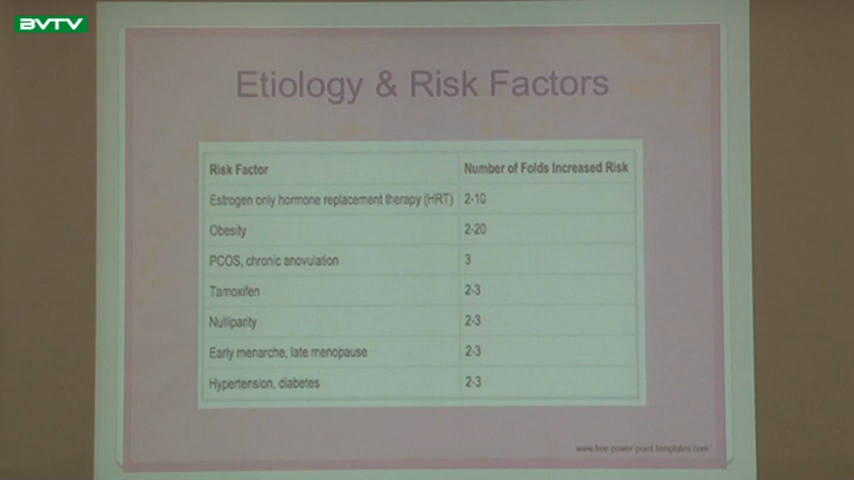 BVTV
Etiology & Risk Factors
Risk Factor Number of Folds Increased Risk
Estrogen only hormone replacement therapy (HRT) 2-10
Obesity 2-20
PCOS, chronic anovulation 3
Tamoxifen 2-3
Nulliparity 2-3
Early menarche, late menopause 2-3
Hypertension, diabetes 2-3
www.free-power-point-templates.com